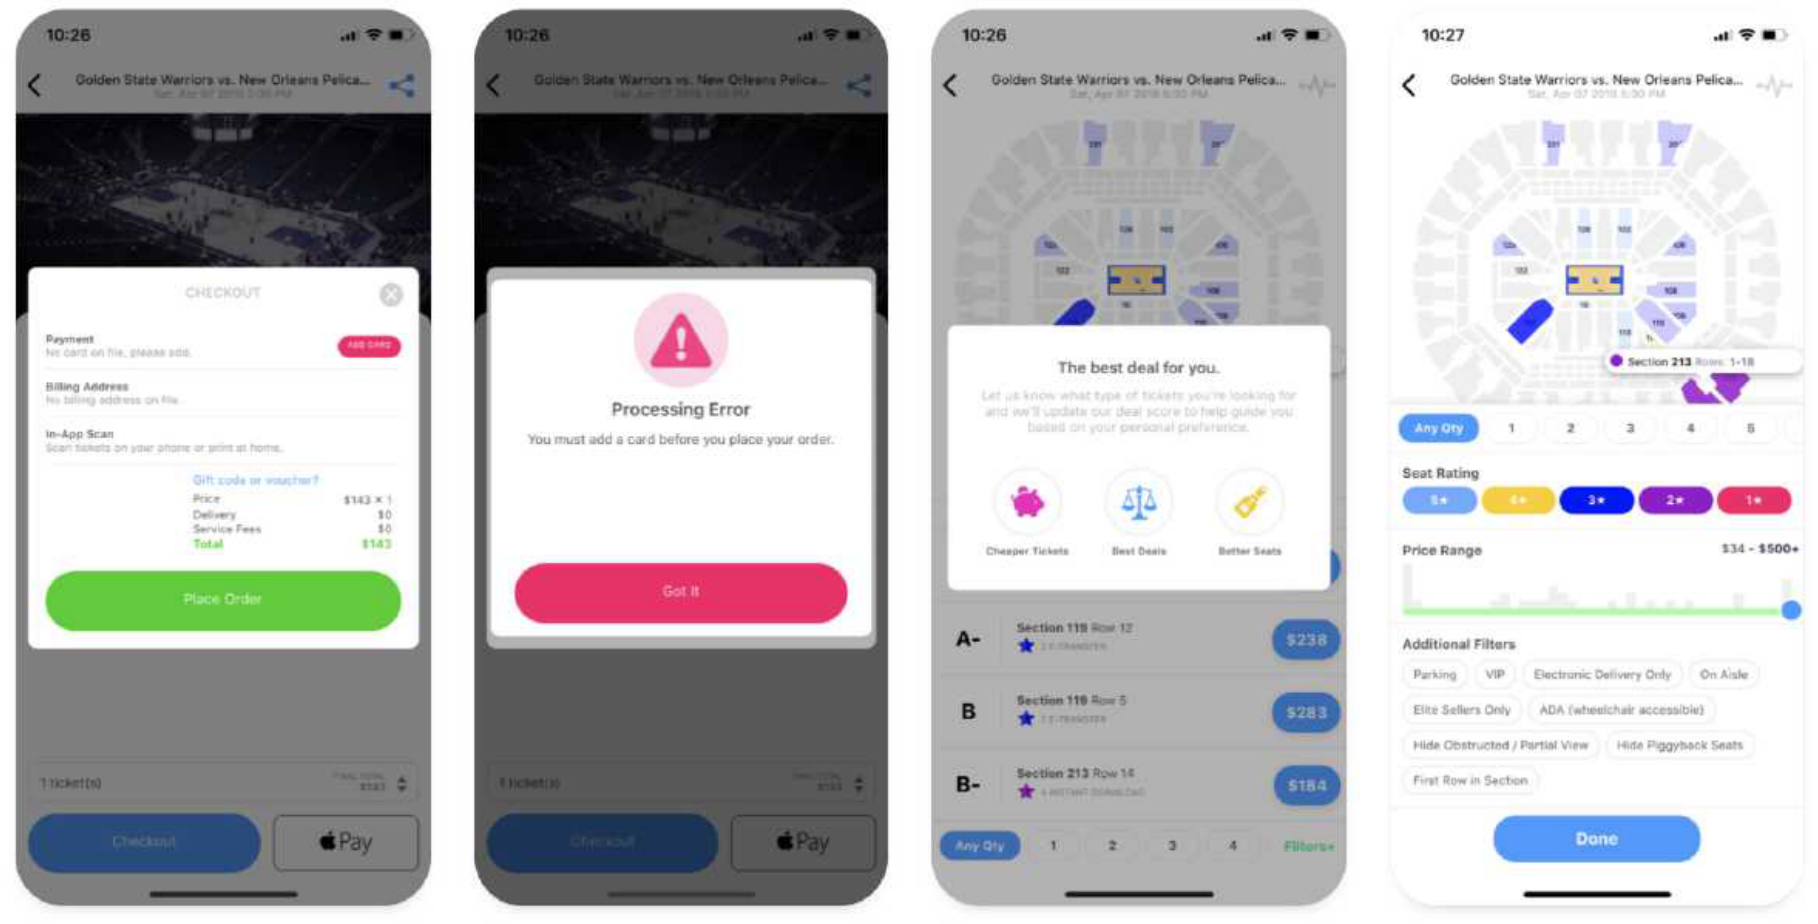 10:26
Golden State Warriors vs. New Orleans Pelica...
Sat, Apr 07 2018 5:30 PM
CHECKOUT
Payment
No card on file, please add.
ADD CARD
Billing Address
No billing address on file
In-App Scan
Scan tickets on your phone or print at home.
Gift code or voucher?
Price $143 × 1
Delivery $0
Service Fees $0
Total $143
Place Order
1 ticket(s)
FINAL TOTAL
$143
Checkout
Pay
10:26
Golden State Warriors vs. New Orleans Pelica...
Sat, Apr 07 2018 5:30 PM
Processing Error
You must add a card before you place your order.
Got It
1 ticket(s)
$143
Checkout
Pay
10:26
Golden State Warriors vs. New Orleans Pelica...
Sat, Apr 07 2018 5:30 PM
231
122
The best deal for you.
Let us know what type of tickets you're looking for
and we'll update our deal score to help guide you
based on your personal preference.
Cheaper Tickets
Best Deals
Better Seats
A-
Section 119 Row 12
2 E-TRANSFER
$238
B
Section 119 Row 5
2 E-TRANSFER
$283
B-
Section 213 Row 14
4 INSTANT DOWNLOAD
$184
Any Qty 1 2 3 4 Filters+
10:27
Golden State Warriors vs. New Orleans Pelica...
Sat, Apr 07 2018 5:30 PM
231
122
108
Section 213 Rows: 1-18
Any Qty 1 2 3 4 5
Seat Rating
5★ 4★ 3★ 2★ 1★
Price Range $34 - $500+
Additional Filters
Parking VIP Electronic Delivery Only On Aisle
Elite Sellers Only ADA (wheelchair accessible)
Hide Obstructed / Partial View Hide Piggyback Seats
First Row in Section
Done